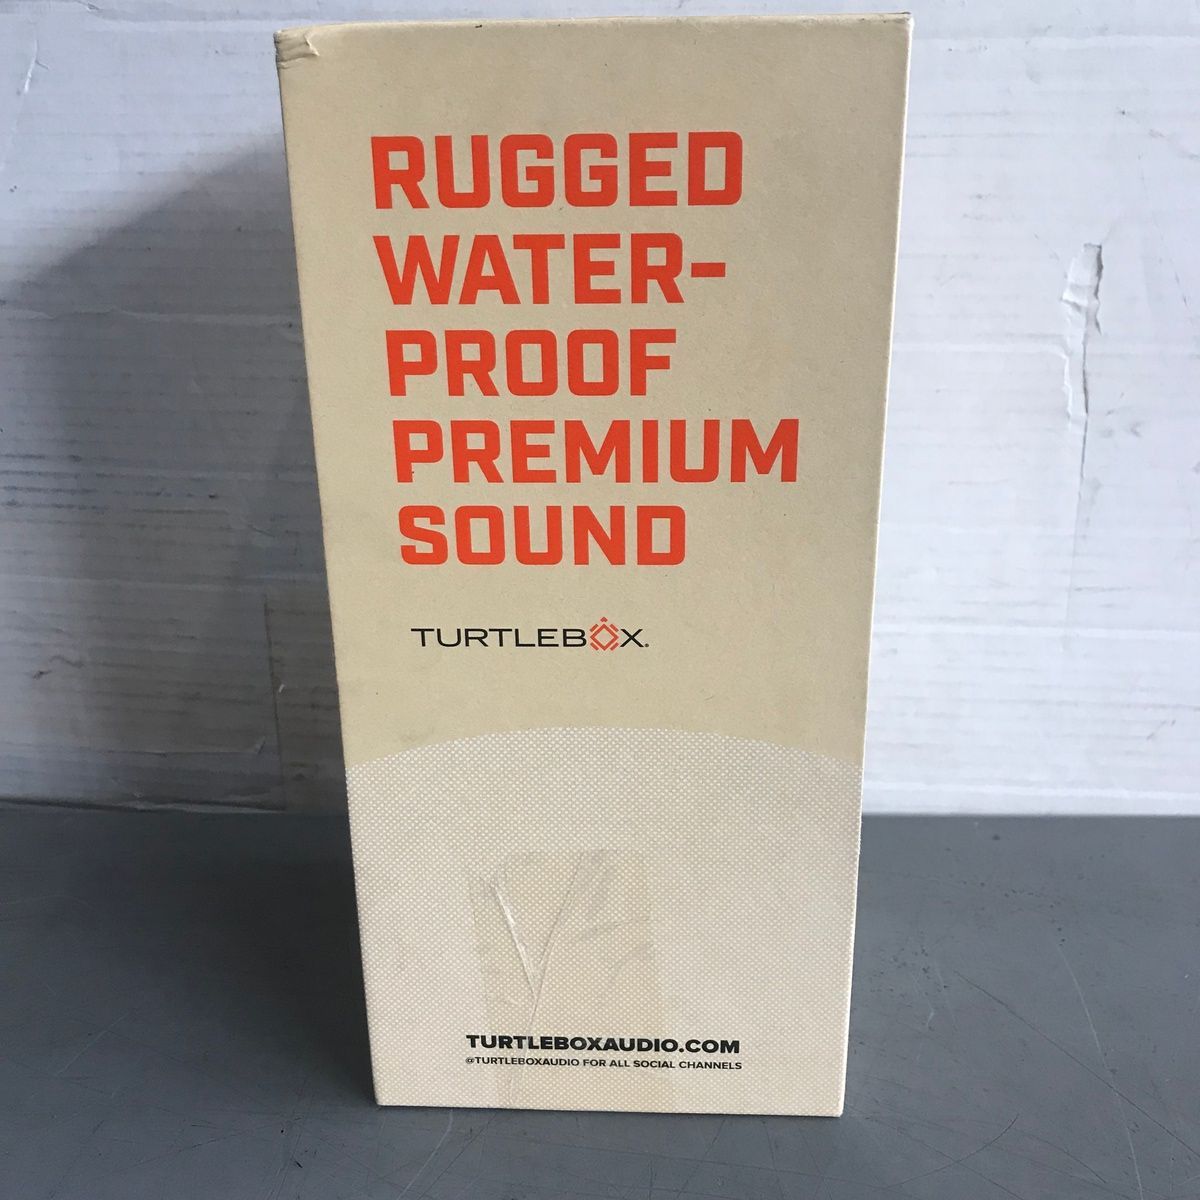 RUGGED
WATER-
PROOF
PREMIUM
SOUND
TURTLEBOX.
TURTLEBOXAUDIO.COM
@TURTLEBOXAUDIO FOR ALL SOCIAL CHANNELS